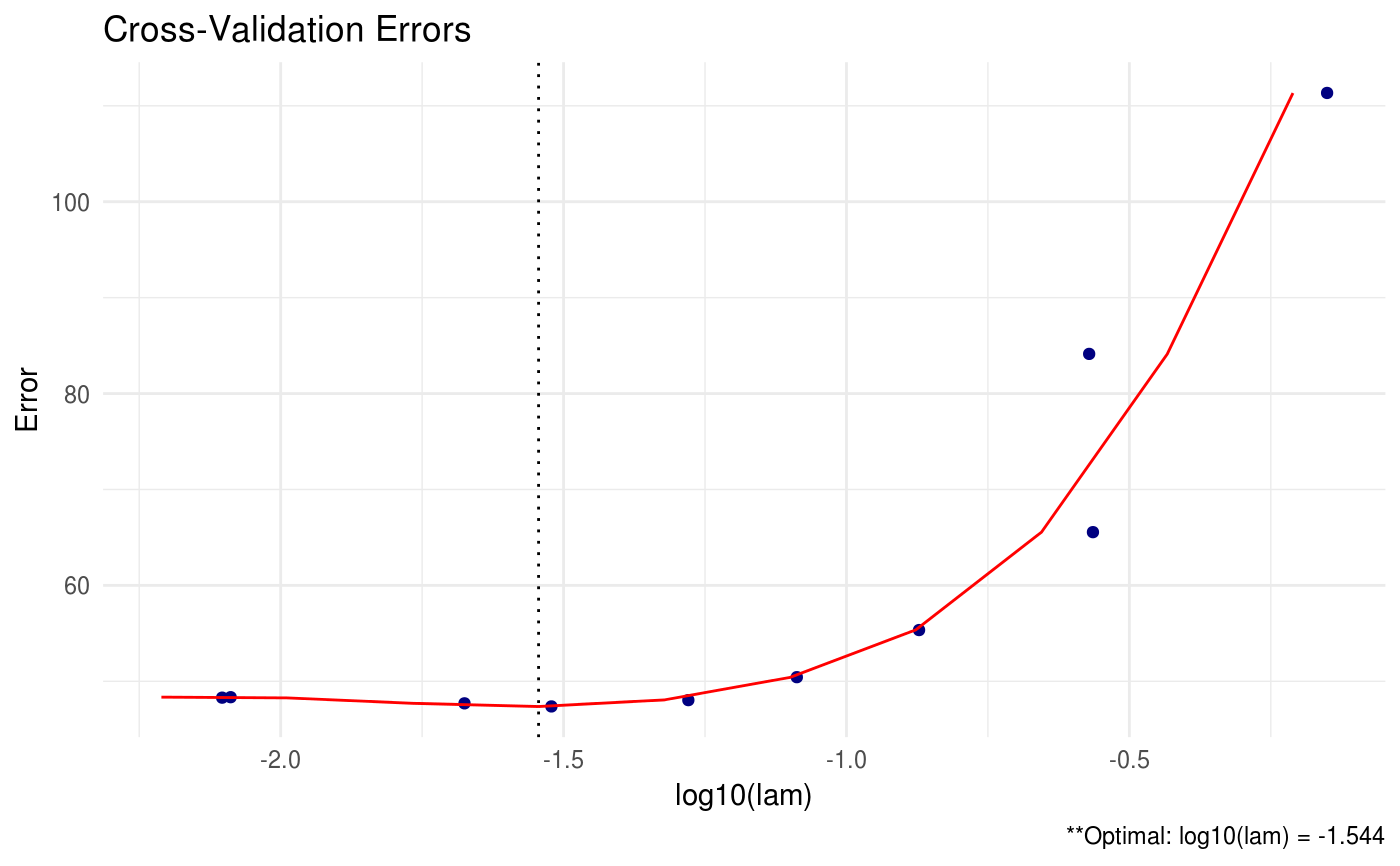 Cross-Validation Errors
Error
100
80
60
-2.0 -1.5 -1.0 -0.5
log10(lam)
**Optimal: log10(lam) = -1.544